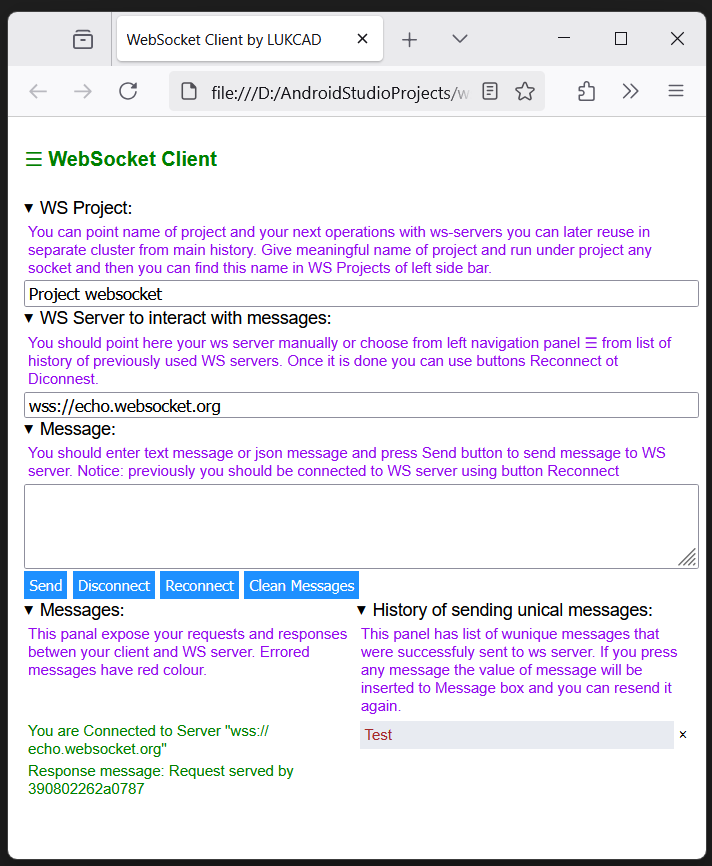 WebSocket Client by LUKCAD
file:///D:/AndroidStudioProjects/w
☰ WebSocket Client
▼ WS Project:
You can point name of project and your next operations with ws-servers you can later reuse in
separate cluster from main history. Give meaningful name of project and run under project any
socket and then you can find this name in WS Projects of left side bar.
Project websocket
▼ WS Server to interact with messages:
You should point here your ws server manually or choose from left navigation panel ☰ from list of
history of previously used WS servers. Once it is done you can use buttons Reconnect ot
Diconnest.
wss://echo.websocket.org
▼ Message:
You should enter text message or json message and press Send button to send message to WS
server. Notice: previously you should be connected to WS server using button Reconnect
Send Disconnect Reconnect Clean Messages
▼ Messages:
This panal expose your requests and responses
betwen your client and WS server. Errored
messages have red colour.
You are Connected to Server "wss://
echo.websocket.org"
Response message: Request served by
390802262a0787
▼ History of sending unical messages:
This panel has list of wunique messages that
were successfuly sent to ws server. If you press
any message the value of message will be
inserted to Message box and you can resend it
again.
Test ×